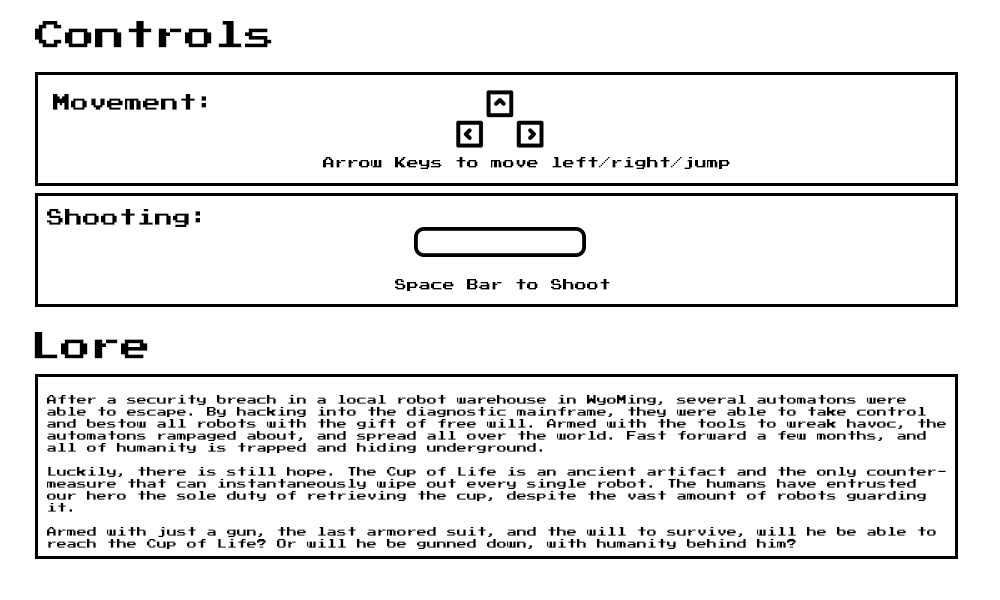 Controls
Movement:
Arrow Keys to move left/right/jump
Shooting:
Space Bar to Shoot
Lore
After a security breach in a local robot warehouse in WyoMing, several automatons were
able to escape. By hacking into the diagnostic mainframe, they were able to take control
and bestow all robots with the gift of free will. Armed with the tools to wreak havoc, the
automatons rampaged about, and spread all over the world. Fast forward a few months, and
all of humanity is trapped and hiding underground.
Luckily, there is still hope. The Cup of Life is an ancient artifact and the only counter-
measure that can instantaneously wipe out every single robot. The humans have entrusted
our hero the sole duty of retrieving the cup, despite the vast amount of robots guarding
it.
Armed with just a gun, the last armored suit, and the will to survive, will he be able to
reach the Cup of Life? Or will he be gunned down, with humanity behind him?